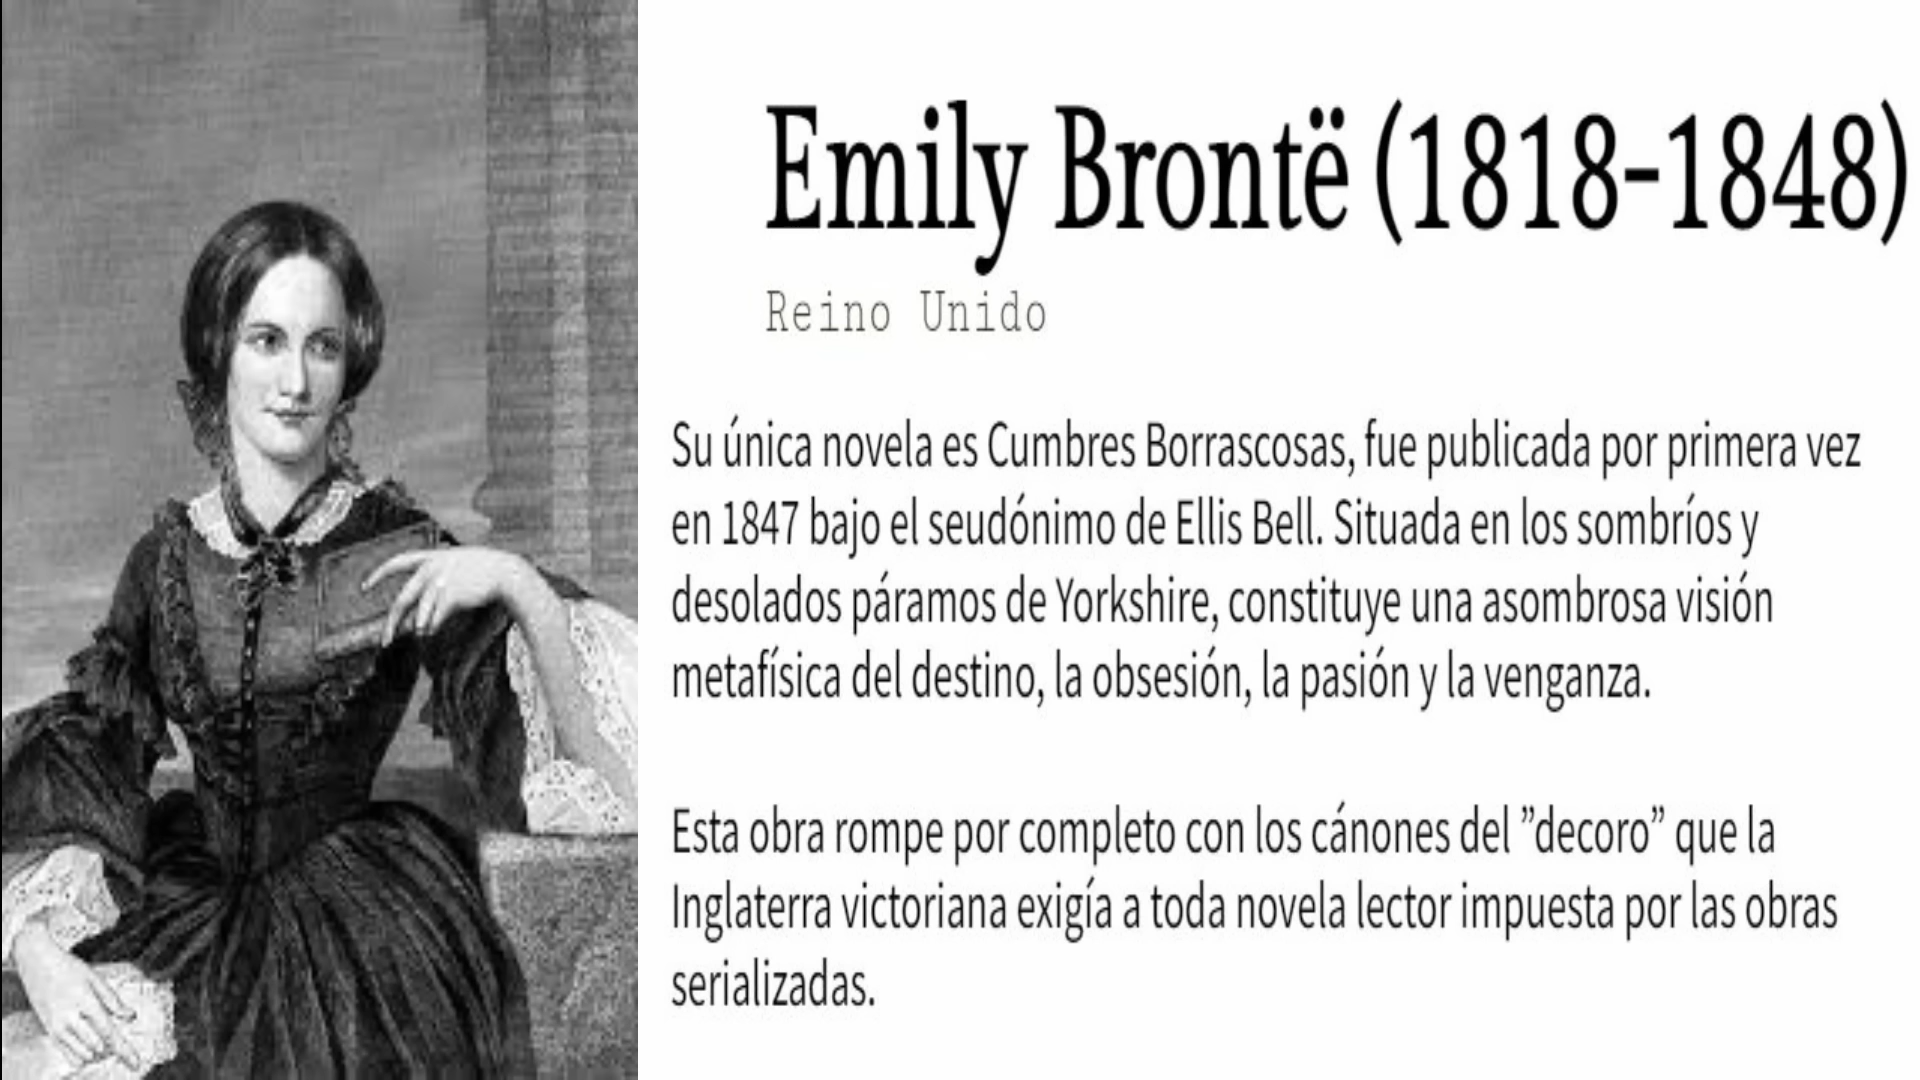 Emily Brontë (1818-1848)
Reino Unido
Su única novela es Cumbres Borrascosas, fue publicada por primera vez
en 1847 bajo el seudónimo de Ellis Bell. Situada en los sombríos y
desolados páramos de Yorkshire, constituye una asombrosa visión
metafísica del destino, la obsesión, la pasión y la venganza.
Esta obra rompe por completo con los cánones del ”decoro” que la
Inglaterra victoriana exigía a toda novela lector impuesta por las obras
serializadas.